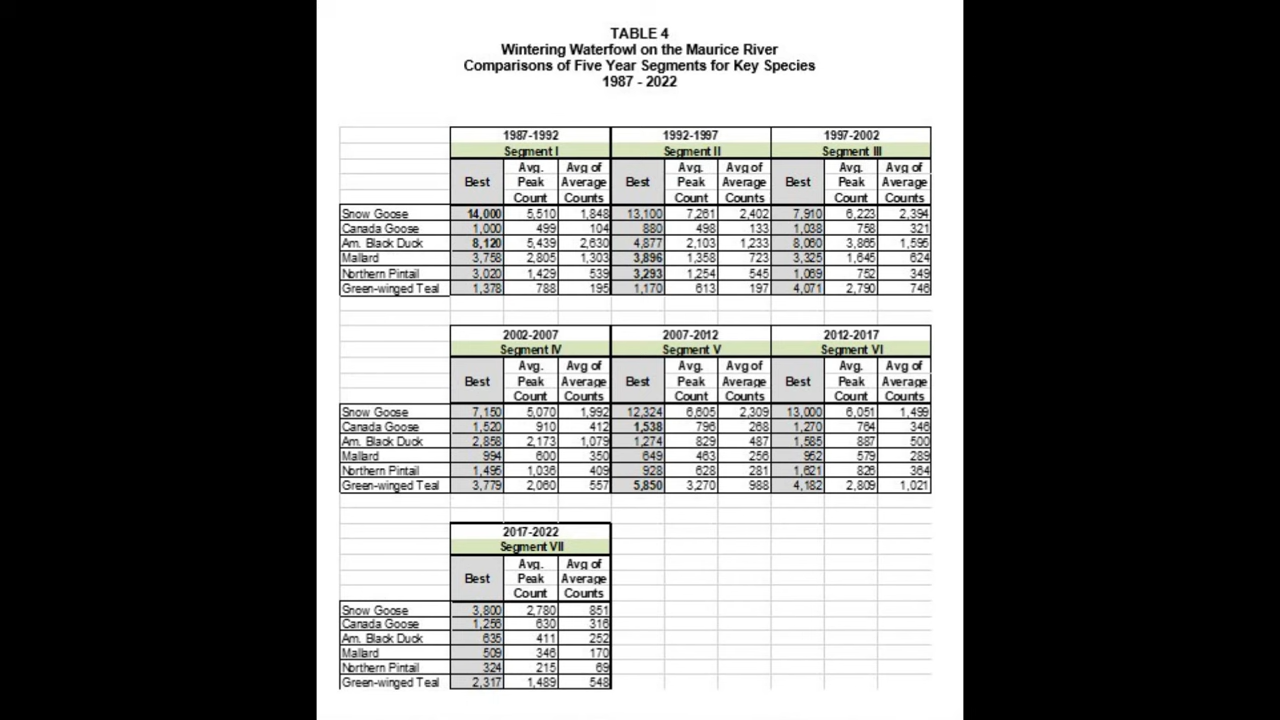 TABLE 4
Wintering Waterfowl on the Maurice River
Comparisons of Five Year Segments for Key Species
1987 - 2022
1987-1992 1992-1997 1997-2002
Segment I Segment II Segment III
Avg. Avg of Avg. Avg of Avg. Avg of
Best Peak Average Best Peak Average Best Peak Average
Count Counts Count Counts Count Counts
Snow Goose 14,000 5,510 1,848 13,100 7,261 2,402 7,910 6,223 2,394
Canada Goose 1,000 499 104 880 498 133 1,038 758 321
Am. Black Duck 8,120 5,439 2,630 4,877 2,103 1,233 8,060 3,865 1,595
Mallard 3,758 2,805 1,303 3,896 1,358 723 3,325 1,645 624
Northern Pintail 3,020 1,429 539 3,293 1,254 545 1,069 752 349
Green-winged Teal 1,378 788 195 1,170 613 197 4,071 2,790 746
2002-2007 2007-2012 2012-2017
Segment IV Segment V Segment VI
Avg. Avg of Avg. Avg of Avg. Avg of
Best Peak Average Best Peak Average Best Peak Average
Count Counts Count Counts Count Counts
Snow Goose 7,150 5,070 1,992 12,324 6,605 2,309 13,000 6,051 1,499
Canada Goose 1,520 910 412 1,538 796 268 1,270 764 346
Am. Black Duck 2,858 2,173 1,079 1,274 829 487 1,585 887 500
Mallard 994 600 350 649 463 256 952 579 289
Northern Pintail 1,495 1,036 409 928 628 281 1,621 826 364
Green-winged Teal 3,779 2,060 557 5,850 3,270 988 4,182 2,809 1,021
2017-2022
Segment VII
Avg. Avg of
Best Peak Average
Count Counts
Snow Goose 3,800 2,780 851
Canada Goose 1,256 630 316
Am. Black Duck 635 411 252
Mallard 509 346 170
Northern Pintail 324 215 69
Green-winged Teal 2,317 1,489 548